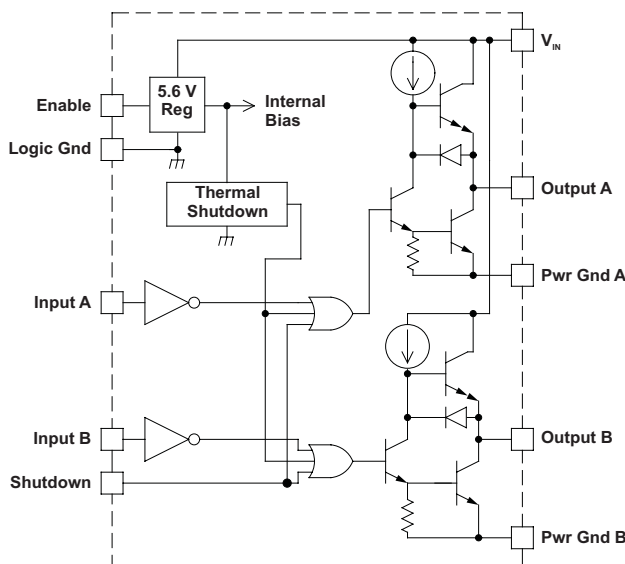 V_IN
Enable
5.6 V
Reg
Internal
Bias
Logic Gnd
Thermal
Shutdown
Output A
Pwr Gnd A
Input A
Input B
Output B
Shutdown
Pwr Gnd B